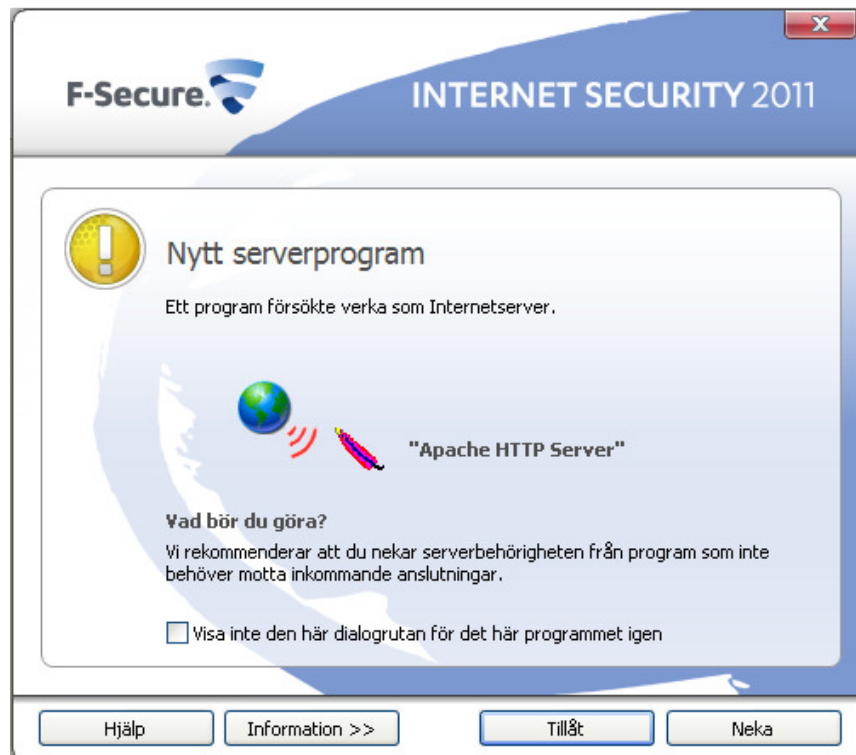 F-Secure.
INTERNET SECURITY 2011
Nytt serverprogram
Ett program försökte verka som Internetserver.
"Apache HTTP Server"
Vad bör du göra?
Vi rekommenderar att du nekar serverbehörigheten från program som inte
behöver motta inkommande anslutningar.
Visa inte den här dialogrutan för det här programmet igen
Hjälp
Information >>
Tillåt
Neka